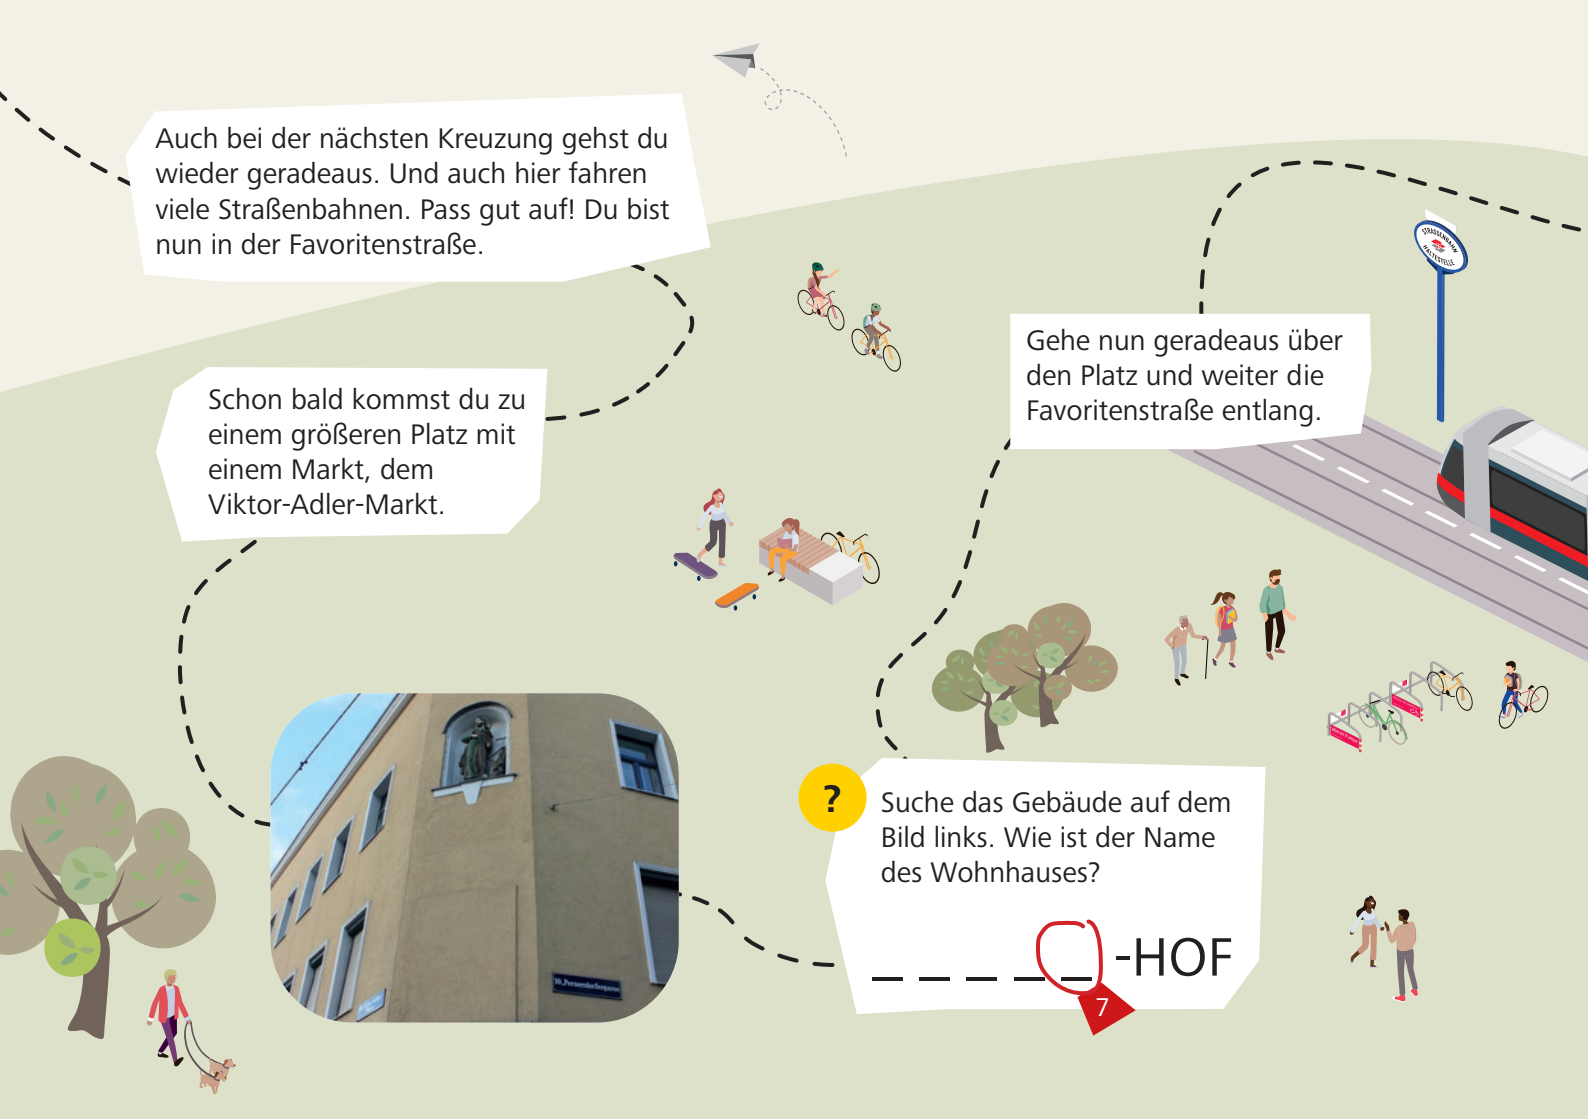 Auch bei der nächsten Kreuzung gehst du
wieder geradeaus. Und auch hier fahren
viele Straßenbahnen. Pass gut auf! Du bist
nun in der Favoritenstraße.
Schon bald kommst du zu
einem größeren Platz mit
einem Markt, dem
Viktor-Adler-Markt.
Gehe nun geradeaus über
den Platz und weiter die
Favoritenstraße entlang.
STRASSENBAHN
HALTESTELLE
?
Suche das Gebäude auf dem
Bild links. Wie ist der Name
des Wohnhauses?
_ _ _ _ _ -HOF
7